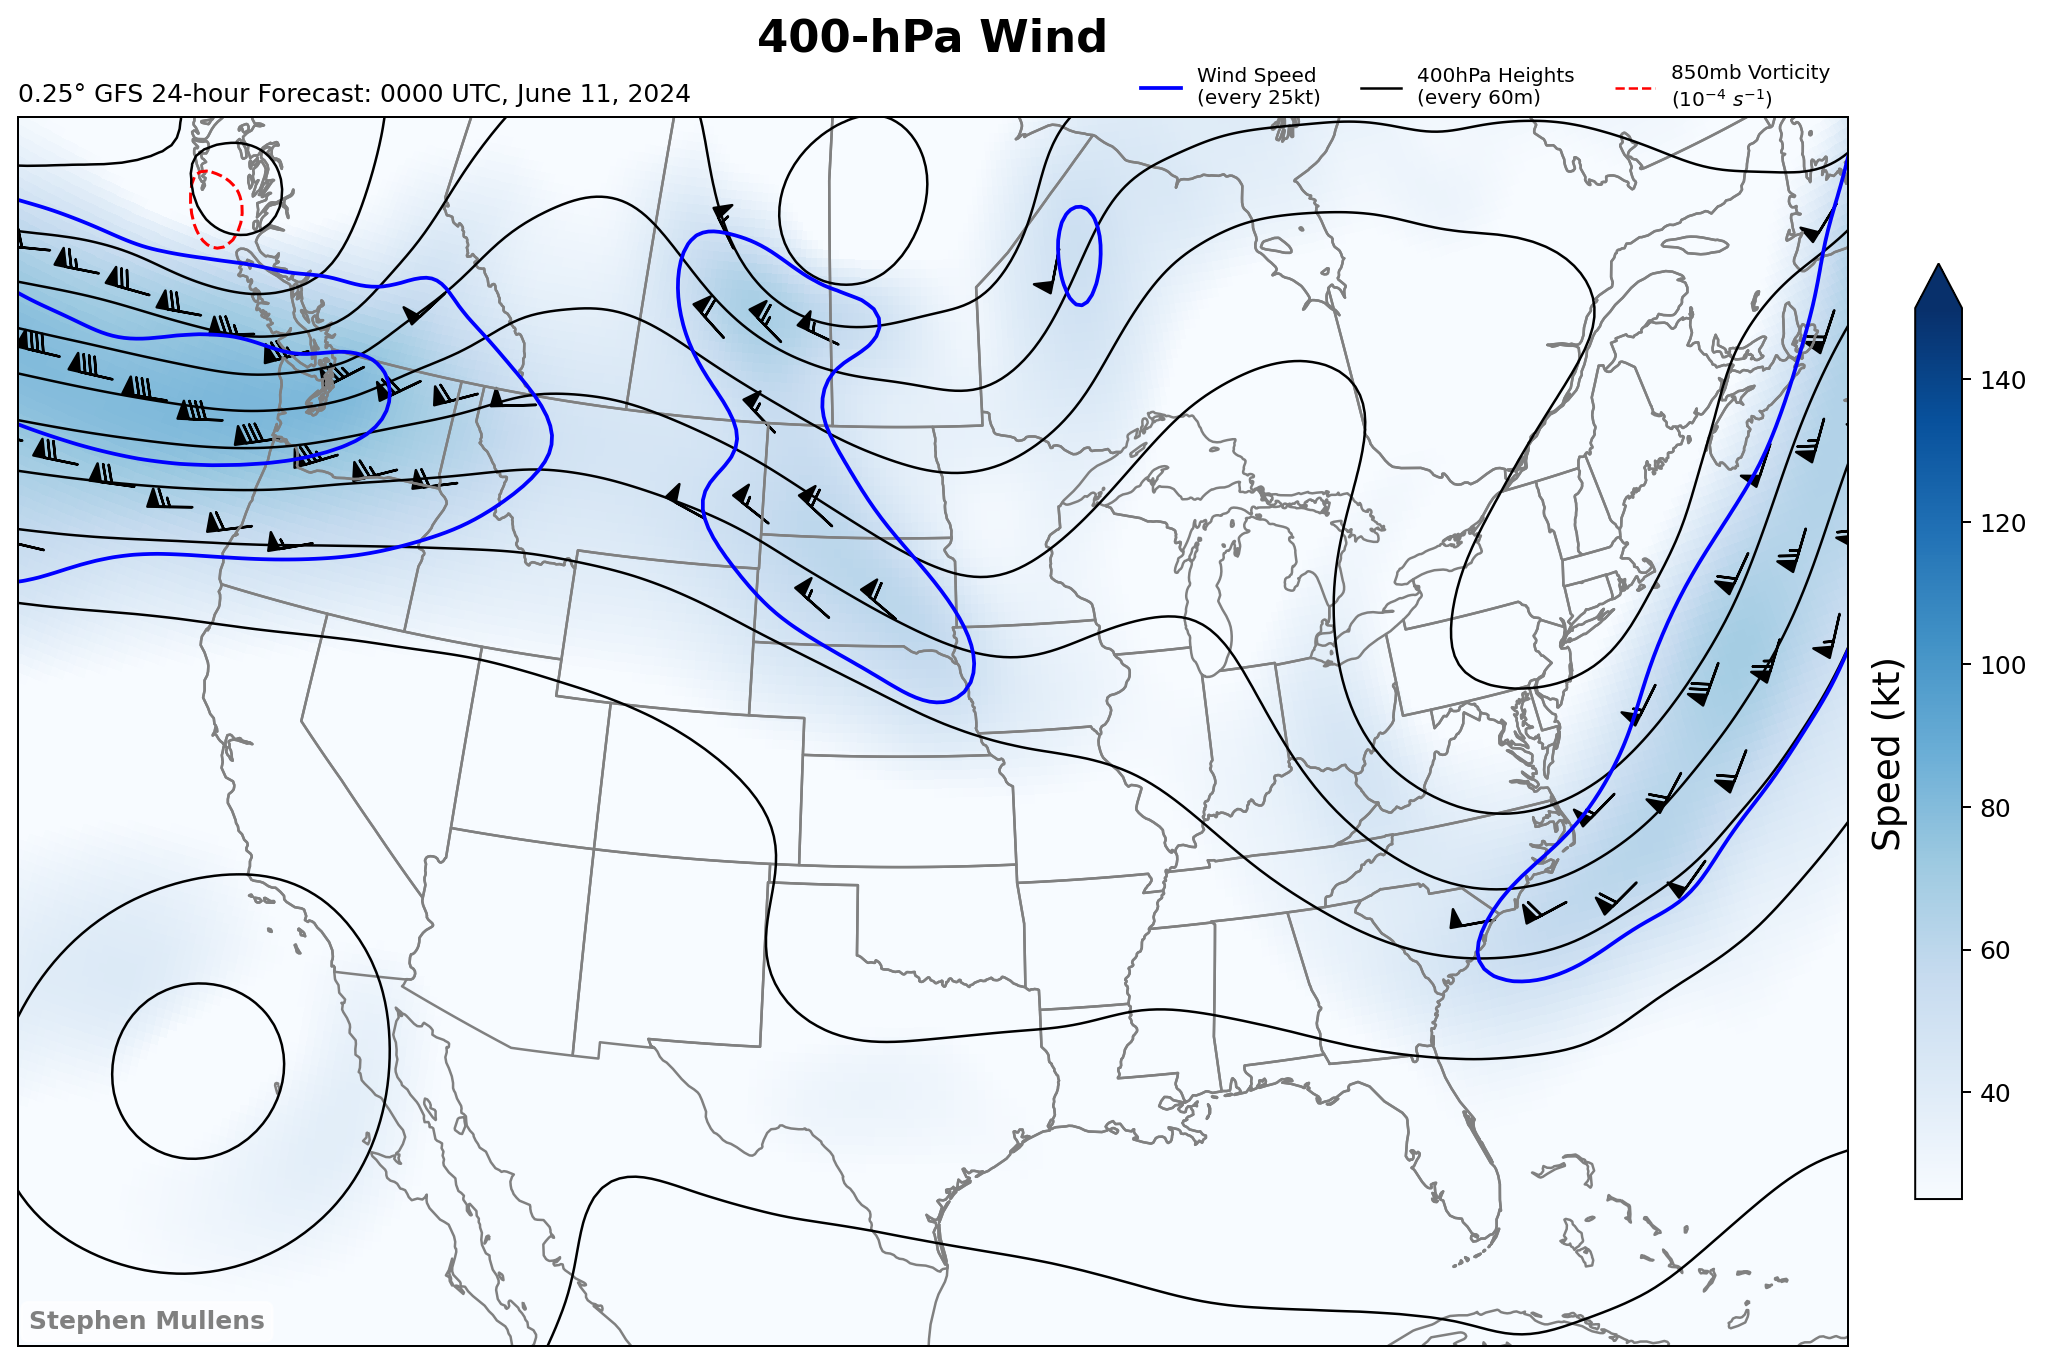 400-hPa Wind
0.25° GFS 24-hour Forecast: 0000 UTC, June 11, 2024
Wind Speed
(every 25kt)
400hPa Heights
(every 60m)
850mb Vorticity
(10⁻⁴ s⁻¹)
140
120
100
80
60
40
Speed (kt)
Stephen Mullens